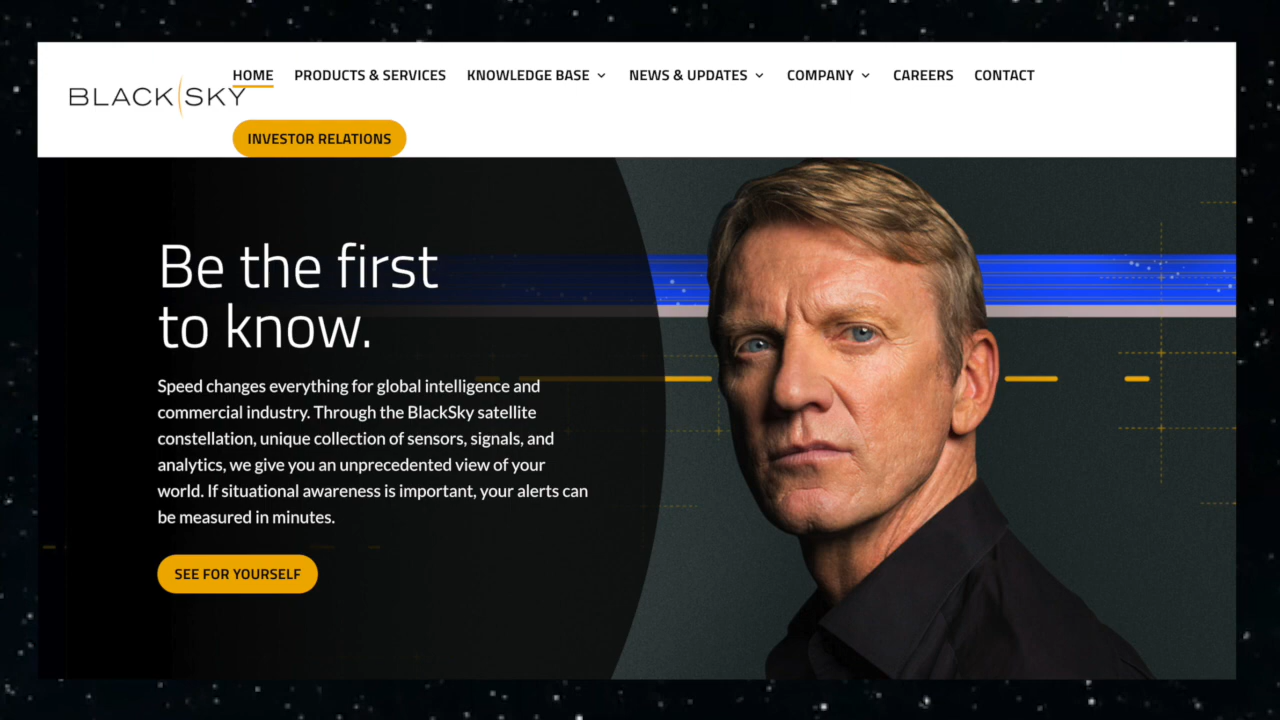 BLACKSKY
HOME PRODUCTS & SERVICES KNOWLEDGE BASE NEWS & UPDATES COMPANY CAREERS CONTACT
INVESTOR RELATIONS
Be the first
to know.
Speed changes everything for global intelligence and
commercial industry. Through the BlackSky satellite
constellation, unique collection of sensors, signals, and
analytics, we give you an unprecedented view of your
world. If situational awareness is important, your alerts can
be measured in minutes.
SEE FOR YOURSELF